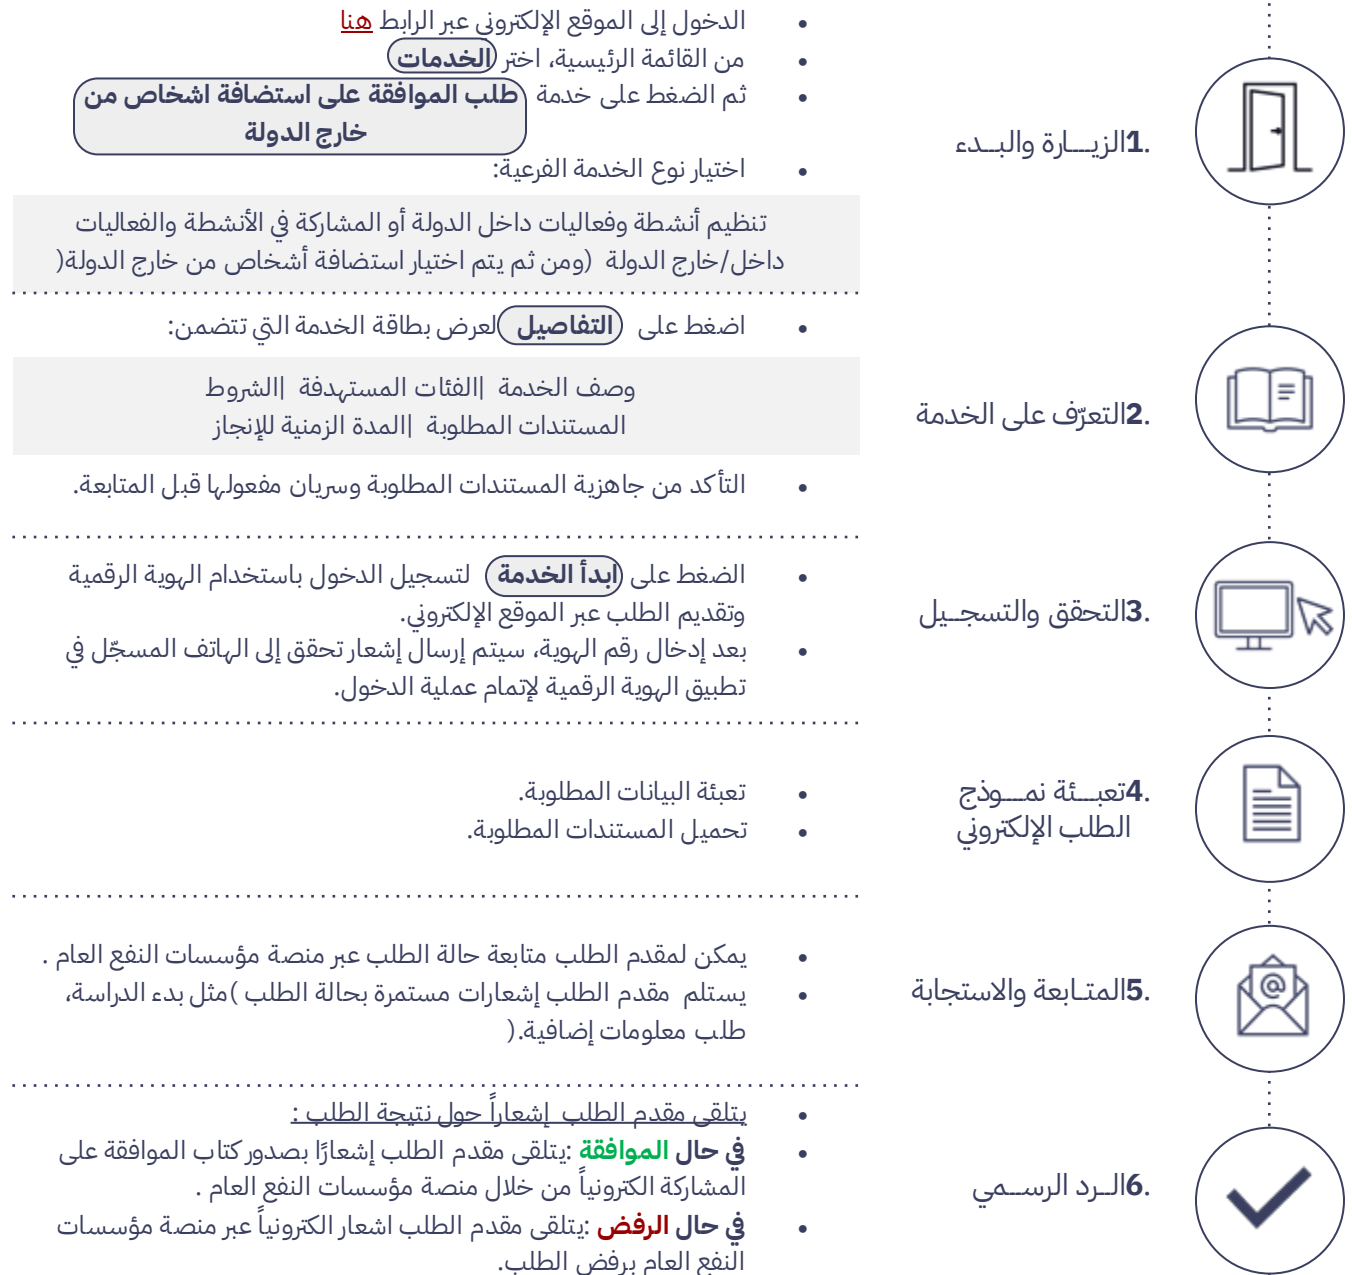 .1الزيـــارة والبــدء
• الدخول إلى الموقع الإلكتروني عبر الرابط هنا
• من القائمة الرئيسية، اختر الخدمات
• ثم الضغط على خدمة طلب الموافقة على استضافة اشخاص من
خارج الدولة
• اختيار نوع الخدمة الفرعية:
تنظيم أنشطة وفعاليات داخل الدولة أو المشاركة في الأنشطة والفعاليات
داخل/خارج الدولة (ومن ثم يتم اختيار استضافة أشخاص من خارج الدولة(
.2التعرّف على الخدمة
• اضغط على التفاصيل لعرض بطاقة الخدمة التي تتضمن:
وصف الخدمة |الفئات المستهدفة |الشروط
المستندات المطلوبة |المدة الزمنية للإنجاز
• التأكد من جاهزية المستندات المطلوبة وسريان مفعولها قبل المتابعة.
.3التحقق والتسجــيل
• الضغط على ابدأ الخدمة لتسجيل الدخول باستخدام الهوية الرقمية
وتقديم الطلب عبر الموقع الإلكتروني.
• بعد إدخال رقم الهوية، سيتم إرسال إشعار تحقق إلى الهاتف المسجّل في
تطبيق الهوية الرقمية لإتمام عملية الدخول.
.4تعبـــئة نمـــوذج
الطلب الإلكتروني
• تعبئة البيانات المطلوبة.
• تحميل المستندات المطلوبة.
.5المتــابعة والاستجابة
• يمكن لمقدم الطلب متابعة حالة الطلب عبر منصة مؤسسات النفع العام .
• يستلم مقدم الطلب إشعارات مستمرة بحالة الطلب )مثل بدء الدراسة،
طلب معلومات إضافية.(
.6الــرد الرســـمي
• يتلقى مقدم الطلب إشعاراً حول نتيجة الطلب :
• في حال الموافقة :يتلقى مقدم الطلب إشعارًا بصدور كتاب الموافقة على
المشاركة الكترونياً من خلال منصة مؤسسات النفع العام .
• في حال الرفض :يتلقى مقدم الطلب اشعار الكترونياً عبر منصة مؤسسات
النفع العام برفض الطلب.